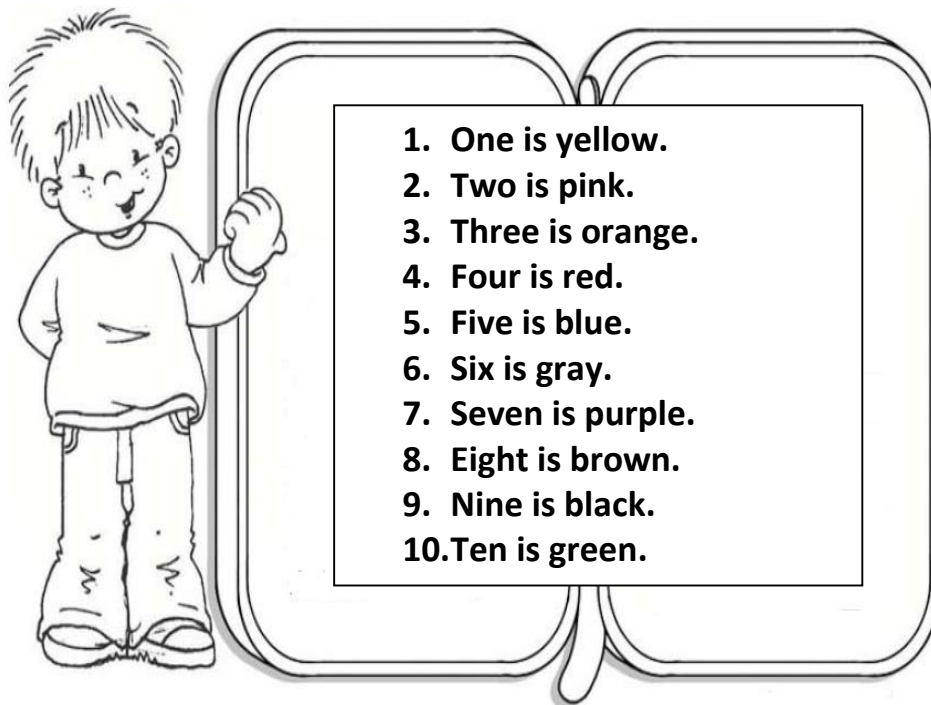 1. One is yellow.
2. Two is pink.
3. Three is orange.
4. Four is red.
5. Five is blue.
6. Six is gray.
7. Seven is purple.
8. Eight is brown.
9. Nine is black.
10.Ten is green.